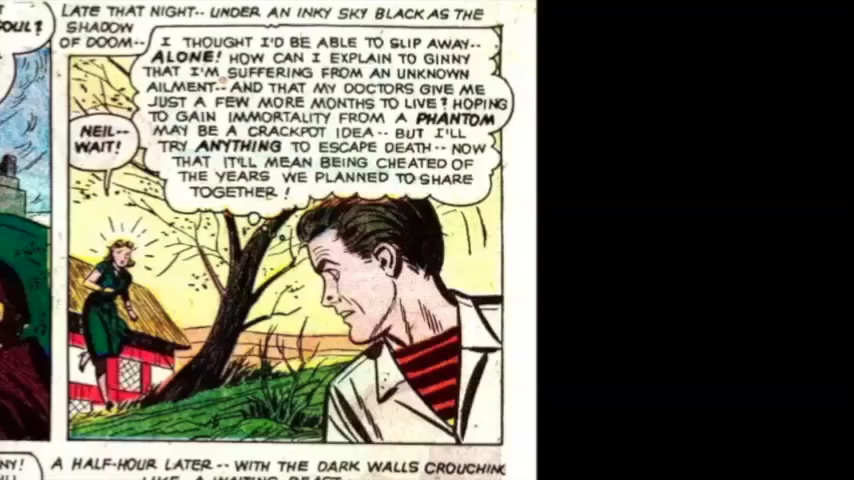 SOUL?
LATE THAT NIGHT-- UNDER AN INKY SKY BLACK AS THE
SHADOW
OF DOOM--
I THOUGHT I'D BE ABLE TO SLIP AWAY--
ALONE! HOW CAN I EXPLAIN TO GINNY
THAT I'M SUFFERING FROM AN UNKNOWN
AILMENT-- AND THAT MY DOCTORS GIVE ME
JUST A FEW MORE MONTHS TO LIVE? HOPING
TO GAIN IMMORTALITY FROM A PHANTOM
MAY BE A CRACKPOT IDEA-- BUT I'LL
TRY ANYTHING TO ESCAPE DEATH-- NOW
THAT IT'LL MEAN BEING CHEATED OF
THE YEARS WE PLANNED TO SHARE
TOGETHER!
NEIL--
WAIT!
A HALF-HOUR LATER-- WITH THE DARK WALLS CROUCHING
LIKE A WAITING BEAST